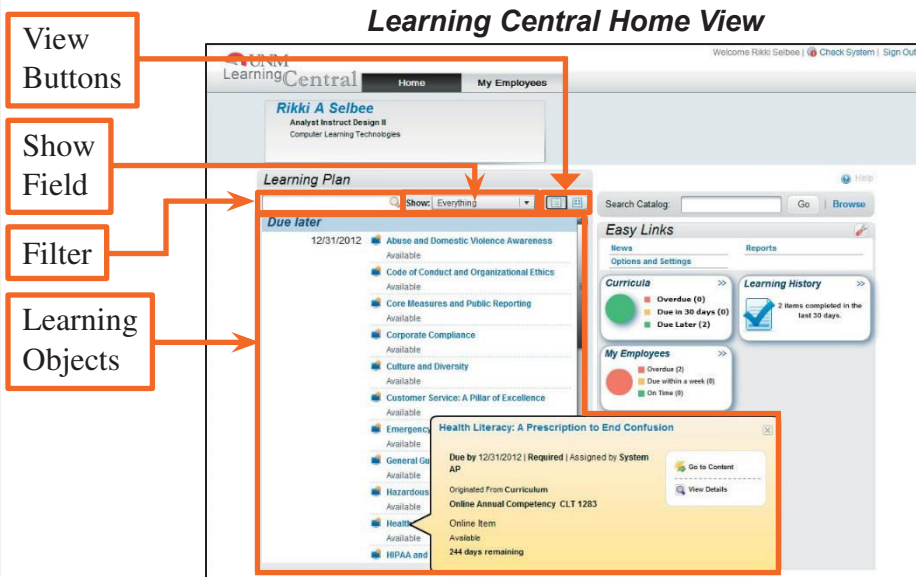 Learning Central Home View
View
Buttons
Show
Field
Filter
Learning
Objects
Welcome Rikki Selbee | Check System | Sign Out
UNM
Learning Central
Home
My Employees
Rikki A Selbee
Analyst Instruct Design II
Computer Learning Technologies
Learning Plan
Help
Show: Everything
Search Catalog:
Go | Browse
Due later
12/31/2012
Abuse and Domestic Violence Awareness
Available
Code of Conduct and Organizational Ethics
Available
Core Measures and Public Reporting
Available
Corporate Compliance
Available
Culture and Diversity
Available
Customer Service: A Pillar of Excellence
Available
Emergency
Available
General Gu
Available
Hazardous
Available
Health
Available
HIPAA and
Easy Links
News
Reports
Options and Settings
Curricula >>
Overdue (0)
Due in 30 days (0)
Due Later (2)
Learning History >>
2 items completed in the
last 30 days.
My Employees >>
Overdue (2)
Due within a week (0)
On Time (0)
Health Literacy: A Prescription to End Confusion
Due by 12/31/2012 | Required | Assigned by System
AP
Originated From Curriculum
Online Annual Competency CLT 1283
Online Item
Available
244 days remaining
Go to Content
View Details